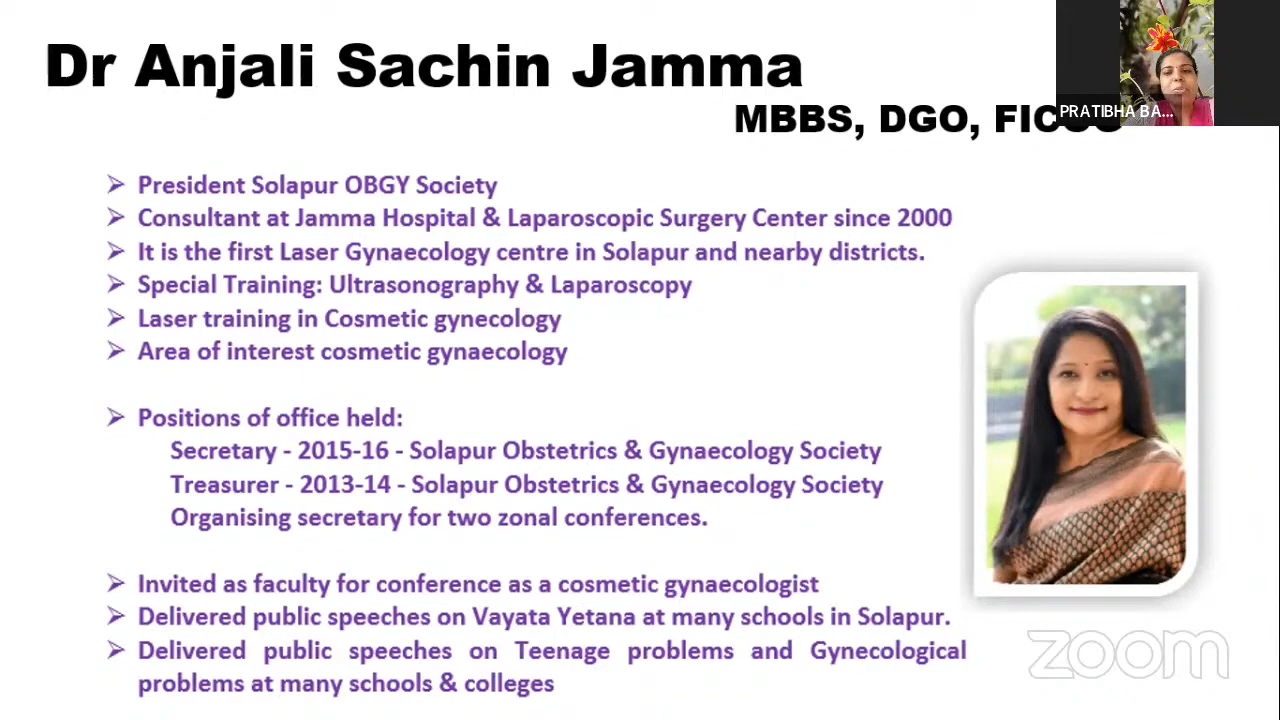 Dr Anjali Sachin Jamma
MBBS, DGO,
PRATIBHA BA...
➢ President Solapur OBGY Society
➢ Consultant at Jamma Hospital & Laparoscopic Surgery Center since 2000
➢ It is the first Laser Gynaecology centre in Solapur and nearby districts.
➢ Special Training: Ultrasonography & Laparoscopy
➢ Laser training in Cosmetic gynecology
➢ Area of interest cosmetic gynaecology
➢ Positions of office held:
Secretary - 2015-16 - Solapur Obstetrics & Gynaecology Society
Treasurer - 2013-14 - Solapur Obstetrics & Gynaecology Society
Organising secretary for two zonal conferences.
➢ Invited as faculty for conference as a cosmetic gynaecologist
➢ Delivered public speeches on Vayata Yetana at many schools in Solapur.
➢ Delivered public speeches on Teenage problems and Gynecological
problems at many schools & colleges
zoom